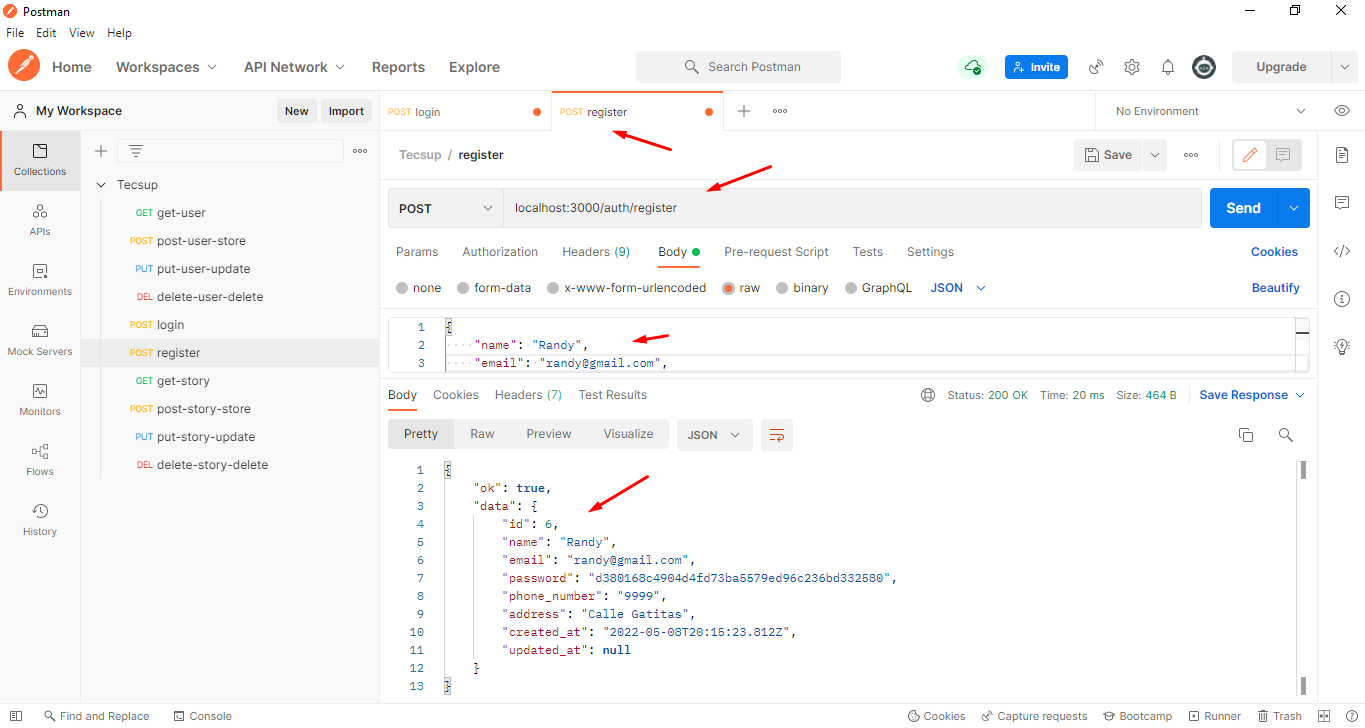 Postman
File Edit View Help
Home Workspaces API Network Reports Explore Search Postman Invite Upgrade
My Workspace New Import
POST login POST register No Environment
Collections
APIs
Environments
Mock Servers
Monitors
Flows
History
Tecsup
GET get-user
POST post-user-store
PUT put-user-update
DEL delete-user-delete
POST login
POST register
GET get-story
POST post-story-store
PUT put-story-update
DEL delete-story-delete
Tecsup / register Save
POST localhost:3000/auth/register Send
Params Authorization Headers (9) Body Pre-request Script Tests Settings Cookies
none form-data x-www-form-urlencoded raw binary GraphQL JSON Beautify
1 {
2 "name": "Randy",
3 "email": "randy@gmail.com",
Body Cookies Headers (7) Test Results Status: 200 OK Time: 20 ms Size: 464 B Save Response
Pretty Raw Preview Visualize JSON
1 {
2 "ok": true,
3 "data": {
4 "id": 6,
5 "name": "Randy",
6 "email": "randy@gmail.com",
7 "password": "d380168c4904d4fd73ba5579ed96c236bd332580",
8 "phone_number": "9999",
9 "address": "Calle Gatitas",
10 "created_at": "2022-05-08T20:15:23.812Z",
11 "updated_at": null
12 }
13 }
Find and Replace Console Cookies Capture requests Bootcamp Runner Trash